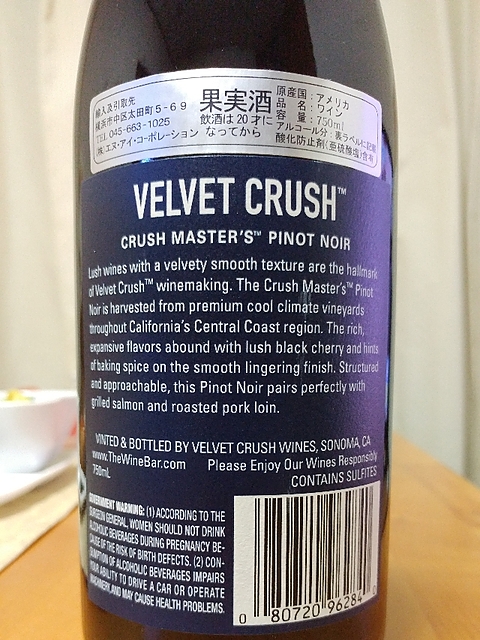 輸入及引取先
横浜市中区太田町5-69
TEL 045-663-1025
(株)エヌ・アイ・コーポレーション
果実酒
飲酒は20才に
なってから
原産国:アメリカ
品 名:ワイン
容 量:750ml
アルコール分:裏ラベルに記載
酸化防止剤(亜硫酸塩)含有
VELVET CRUSH™
CRUSH MASTER'S™ PINOT NOIR
Lush wines with a velvety smooth texture are the hallmark
of Velvet Crush™ winemaking. The Crush Master's™ Pinot
Noir is harvested from premium cool climate vineyards
throughout California's Central Coast region. The rich,
expansive flavors abound with lush black cherry and hints
of baking spice on the smooth lingering finish. Structured
and approachable, this Pinot Noir pairs perfectly with
grilled salmon and roasted pork loin.
VINTED & BOTTLED BY VELVET CRUSH WINES, SONOMA, CA
www.TheWineBar.com Please Enjoy Our Wines Responsibly
750mL CONTAINS SULFITES
GOVERNMENT WARNING: (1) ACCORDING TO THE
SURGEON GENERAL, WOMEN SHOULD NOT DRINK
ALCOHOLIC BEVERAGES DURING PREGNANCY BE-
CAUSE OF THE RISK OF BIRTH DEFECTS. (2) CON-
SUMPTION OF ALCOHOLIC BEVERAGES IMPAIRS
YOUR ABILITY TO DRIVE A CAR OR OPERATE
MACHINERY, AND MAY CAUSE HEALTH PROBLEMS.
0 80720 96284 0